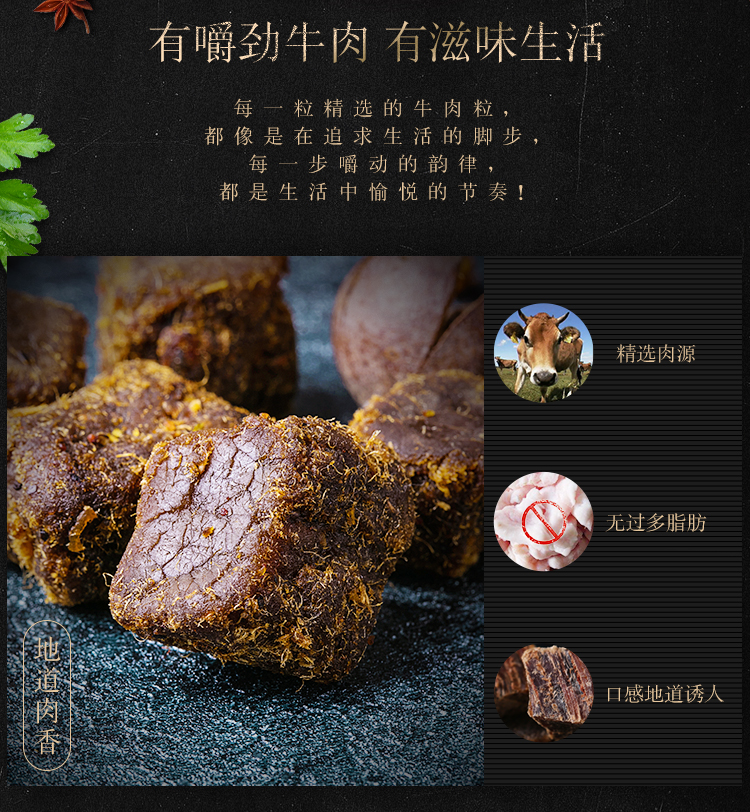 有嚼劲牛肉 有滋味生活
每一粒精选的牛肉粒，
都像是在追求生活的脚步，
每一步嚼动的韵律，
都是生活中愉悦的节奏！
精选肉源
无过多脂肪
口感地道诱人
地道肉香